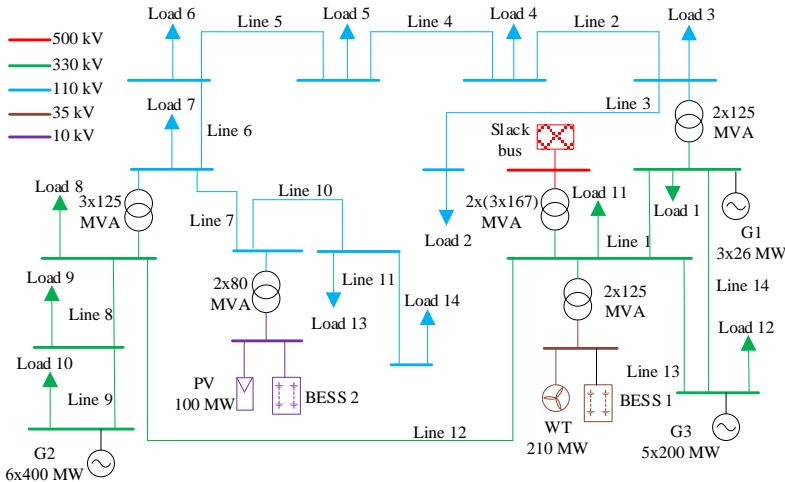 Load 6
Line 5
Load 5
Line 4
Load 4
Line 2
Load 3
500 kV
330 kV
110 kV
35 kV
10 kV
Load 7
Line 6
Line 3
2x125
MVA
Slack
bus
Load 8
3x125
MVA
Line 7
Line 10
Load 2
2x(3x167)
MVA
Load 11
Load 1
G1
3x26 MW
Line 1
Load 9
Line 8
2x80
MVA
Line 11
Load 13
Load 14
2x125
MVA
Line 14
Load 12
Load 10
Line 9
PV
100 MW
BESS 2
Line 13
WT
210 MW
BESS 1
G2
6x400 MW
Line 12
G3
5x200 MW